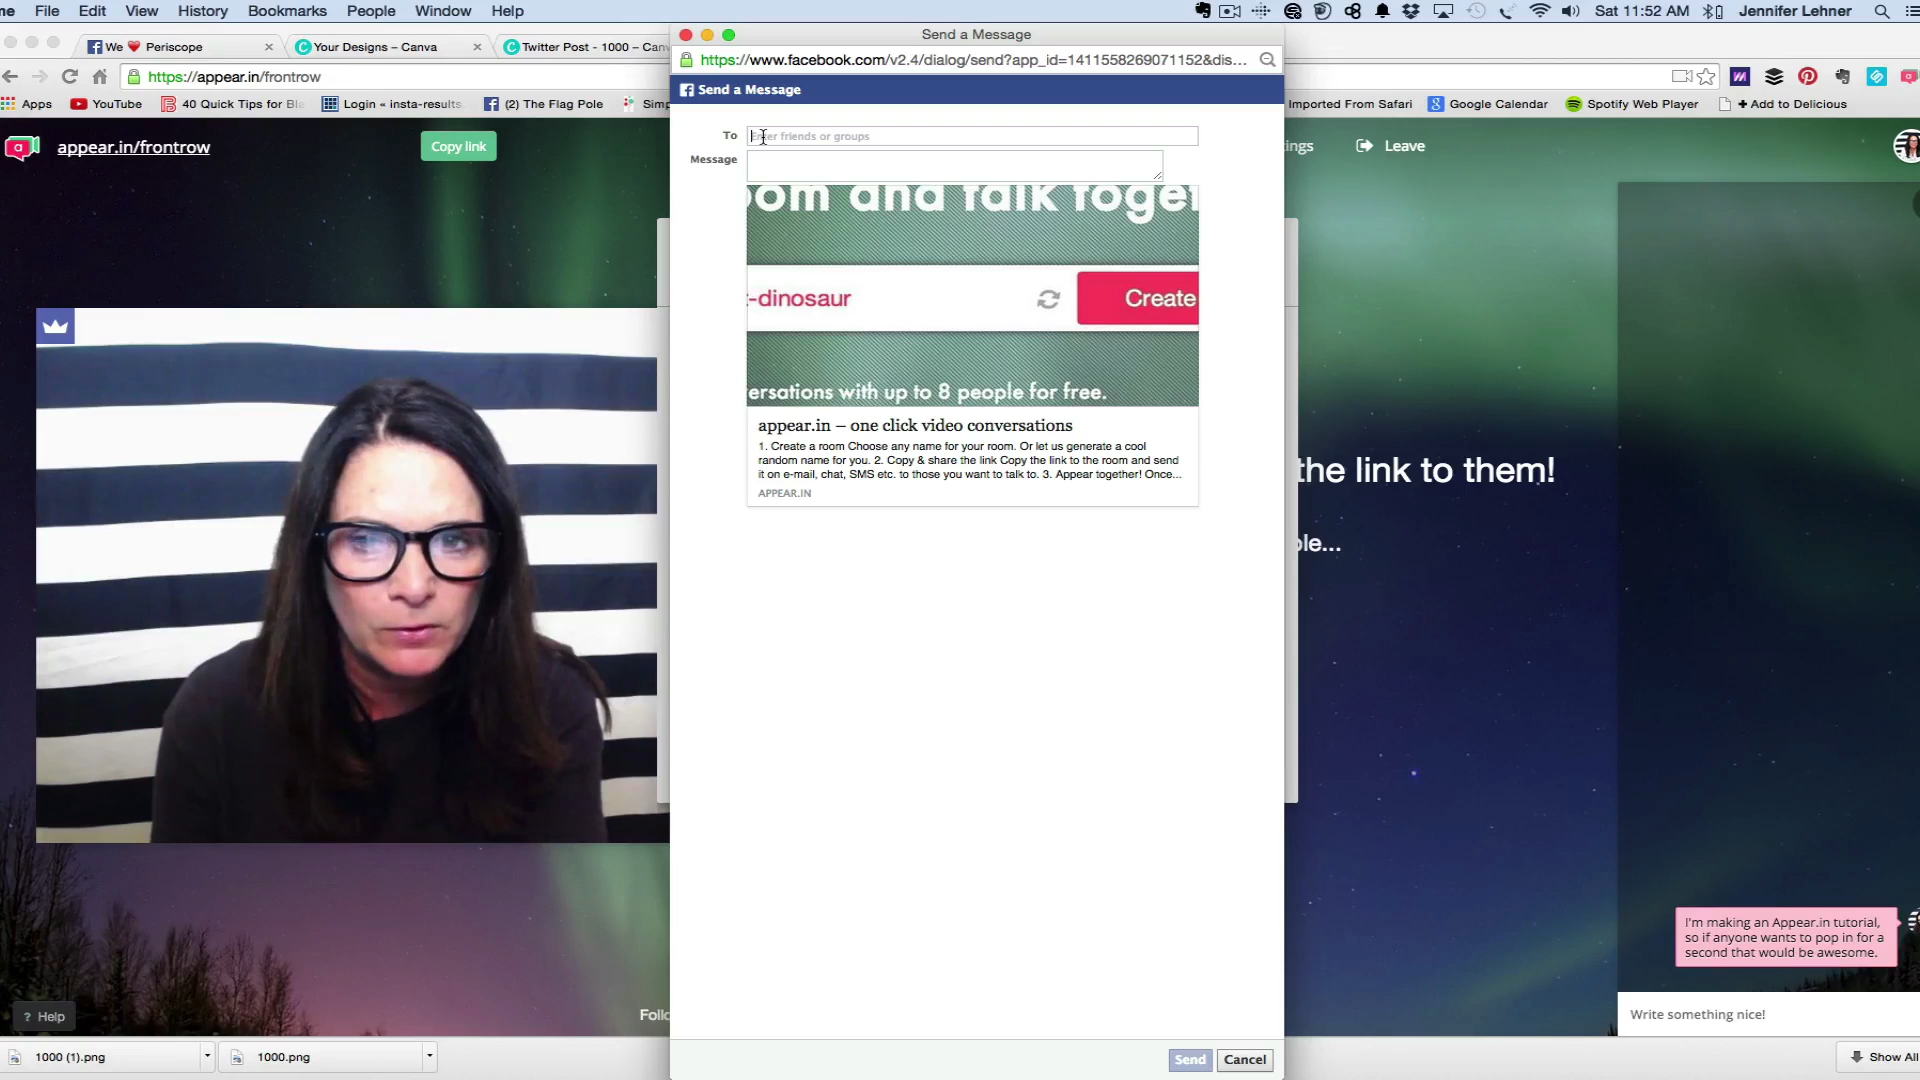 File Edit View History Bookmarks People Window Help
Sat 11:52 AM Jennifer Lehner
Send a Message
We Periscope
Your Designs – Canva
Twitter Post - 1000
https://www.facebook.com/v2.4/dialog/send?app_id=1411558269071152&dis...
https://appear.in/frontrow
Send a Message
Apps YouTube 40 Quick Tips for Login « insta-results. (2) The Flag Pole
Imported From Safari Google Calendar Spotify Web Player + Add to Delicious
appear.in/frontrow
Copy link
Leave
To
friends or groups
Message
and talk
-dinosaur
Create
with up to 8 people for free.
appear.in – one click video conversations
1. Create a room Choose any name for your room. Or let us generate a cool
random name for you. 2. Copy & share the link Copy the link to the room and send
it on e-mail, chat, SMS etc. to those you want to talk to. 3. Appear together! Once...
APPEAR.IN
the link to them!
I'm making an Appear.in tutorial,
so if anyone wants to pop in for a
second that would be awesome.
? Help
Write something nice!
1000 (1).png
1000.png
Send
Cancel
Show All